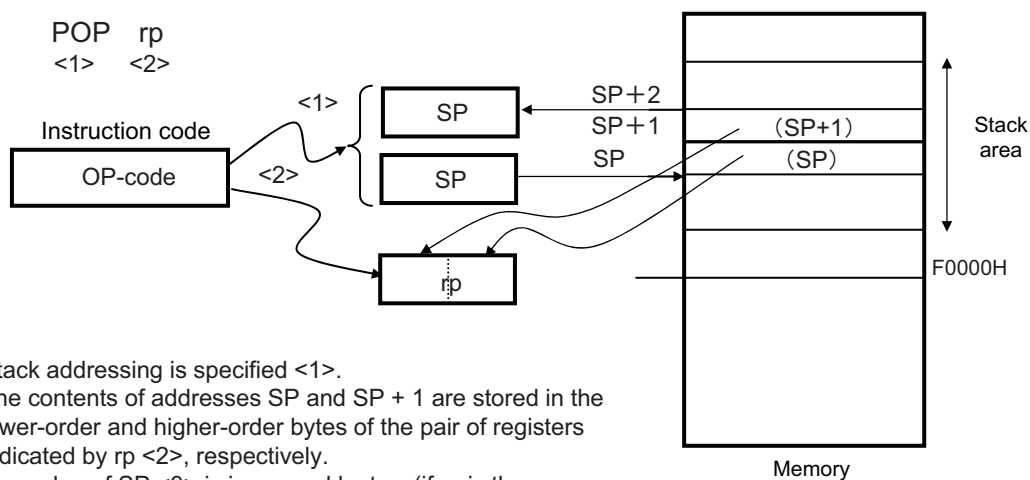 POP rp
<1> <2>
Instruction code
OP-code
<1>
<2>
SP
SP
rp
SP+2
SP+1
SP
(SP+1)
(SP)
Stack
area
F0000H
Memory
tack addressing is specified <1>.
he contents of addresses SP and SP + 1 are stored in the
wer-order and higher-order bytes of the pair of registers
dicated by rp <2>, respectively.